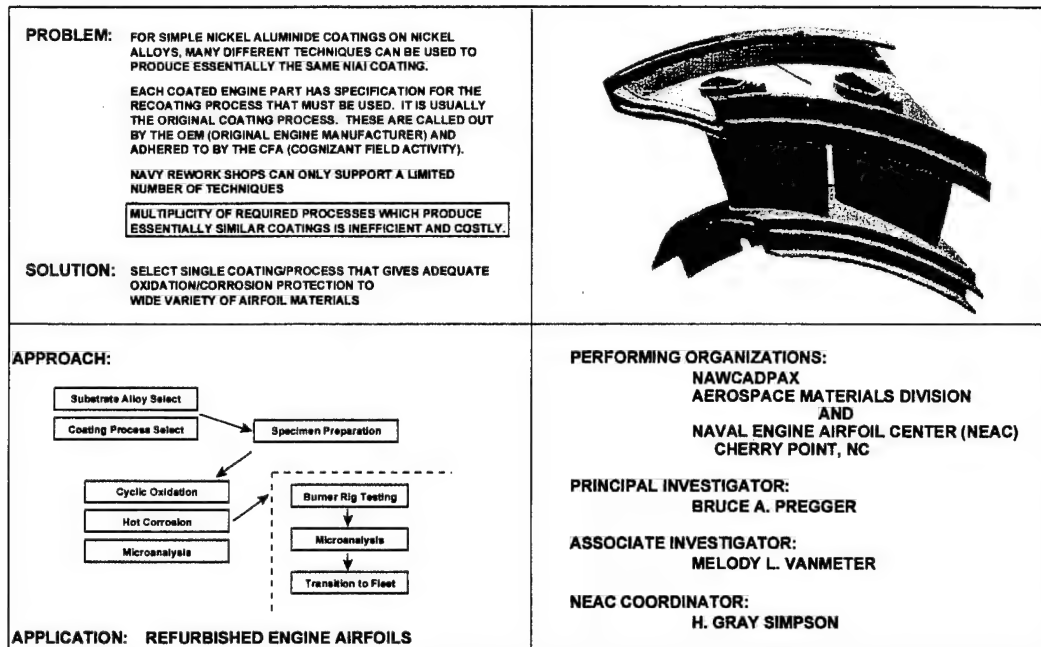 PROBLEM: FOR SIMPLE NICKEL ALUMINIDE COATINGS ON NICKEL
ALLOYS, MANY DIFFERENT TECHNIQUES CAN BE USED TO
PRODUCE ESSENTIALLY THE SAME NIAl COATING.
EACH COATED ENGINE PART HAS SPECIFICATION FOR THE
RECOATING PROCESS THAT MUST BE USED. IT IS USUALLY
THE ORIGINAL COATING PROCESS. THESE ARE CALLED OUT
BY THE OEM (ORIGINAL ENGINE MANUFACTURER) AND
ADHERED TO BY THE CFA (COGNIZANT FIELD ACTIVITY).
NAVY REWORK SHOPS CAN ONLY SUPPORT A LIMITED
NUMBER OF TECHNIQUES
MULTIPLICITY OF REQUIRED PROCESSES WHICH PRODUCE
ESSENTIALLY SIMILAR COATINGS IS INEFFICIENT AND COSTLY.
SOLUTION: SELECT SINGLE COATING/PROCESS THAT GIVES ADEQUATE
OXIDATION/CORROSION PROTECTION TO
WIDE VARIETY OF AIRFOIL MATERIALS
APPROACH:
Substrate Alloy Select
Coating Process Select
Specimen Preparation
Cyclic Oxidation
Hot Corrosion
Microanalysis
Burner Rig Testing
Microanalysis
Transition to Fleet
APPLICATION: REFURBISHED ENGINE AIRFOILS
PERFORMING ORGANIZATIONS:
NAWCADPAX
AEROSPACE MATERIALS DIVISION
AND
NAVAL ENGINE AIRFOIL CENTER (NEAC)
CHERRY POINT, NC
PRINCIPAL INVESTIGATOR:
BRUCE A. PREGGER
ASSOCIATE INVESTIGATOR:
MELODY L. VANMETER
NEAC COORDINATOR:
H. GRAY SIMPSON